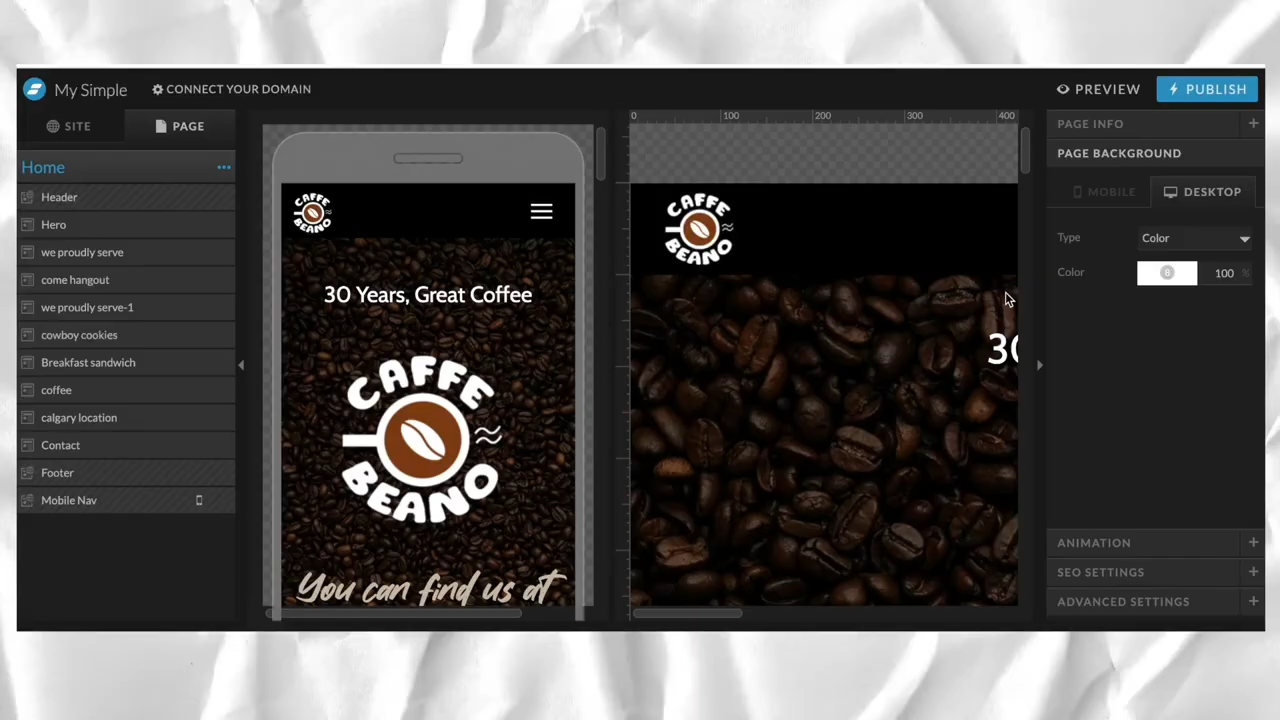 My Simple
CONNECT YOUR DOMAIN
PREVIEW
PUBLISH
SITE
PAGE
Home
Header
Hero
we proudly serve
come hangout
we proudly serve-1
cowboy cookies
Breakfast sandwich
coffee
calgary location
Contact
Footer
Mobile Nav
CAFFE
BEANO
30 Years, Great Coffee
CAFFE
BEANO
You can find us at
0 100 200 300 400
CAFFE
BEANO
30
PAGE INFO
PAGE BACKGROUND
MOBILE
DESKTOP
Type
Color
Color
8
100 %
ANIMATION
SEO SETTINGS
ADVANCED SETTINGS